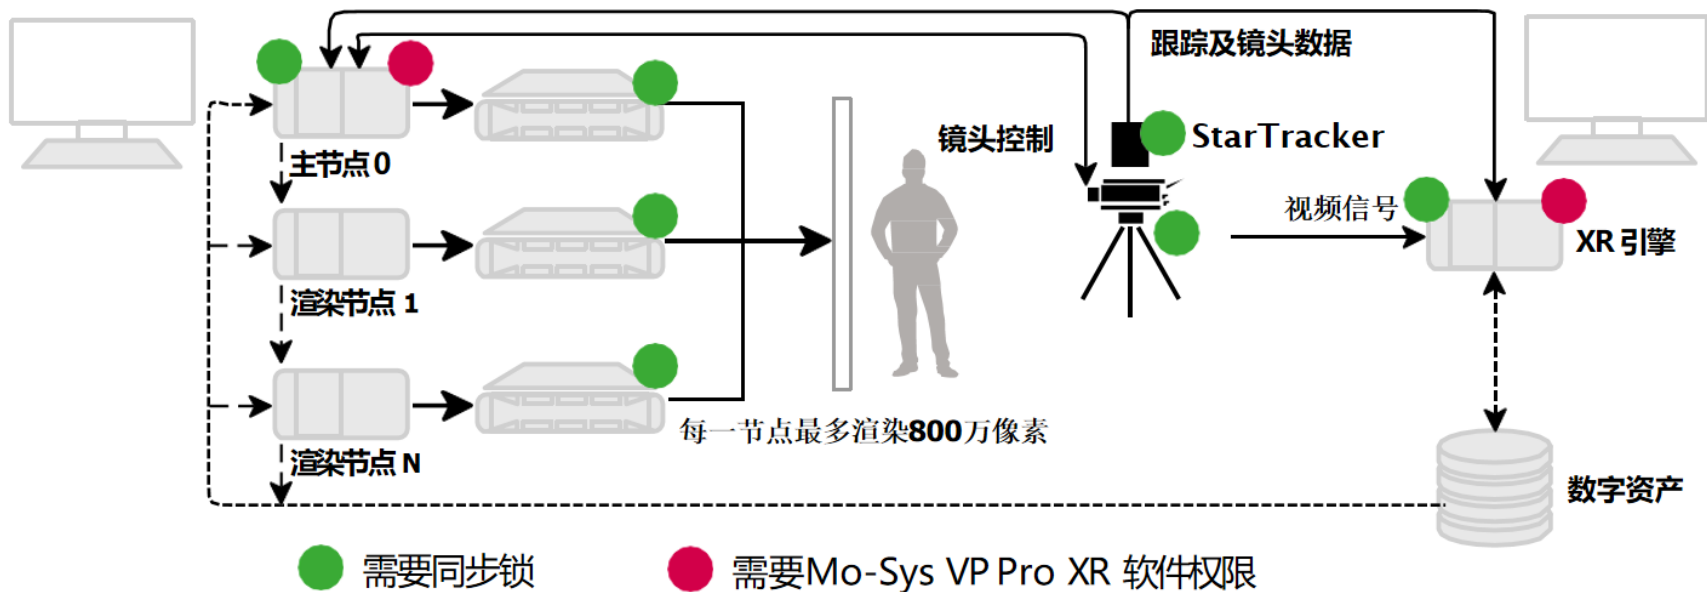 跟踪及镜头数据
镜头控制
StarTracker
主节点 0
视频信号
XR 引擎
渲染节点 1
每一节点最多渲染800万像素
渲染节点 N
数字资产
需要同步锁
需要Mo-Sys VP Pro XR 软件权限